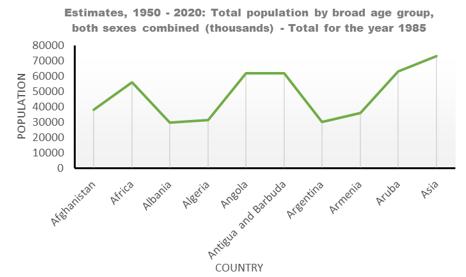 Estimates, 1950 - 2020: Total population by broad age group,
both sexes combined (thousands) - Total for the year 1985
80000
70000
60000
50000
40000
30000
20000
10000
0
POPULATION
Afghanistan
Africa
Albania
Algeria
Angola
Antigua and Barbuda
Argentina
Armenia
Aruba
Asia
COUNTRY